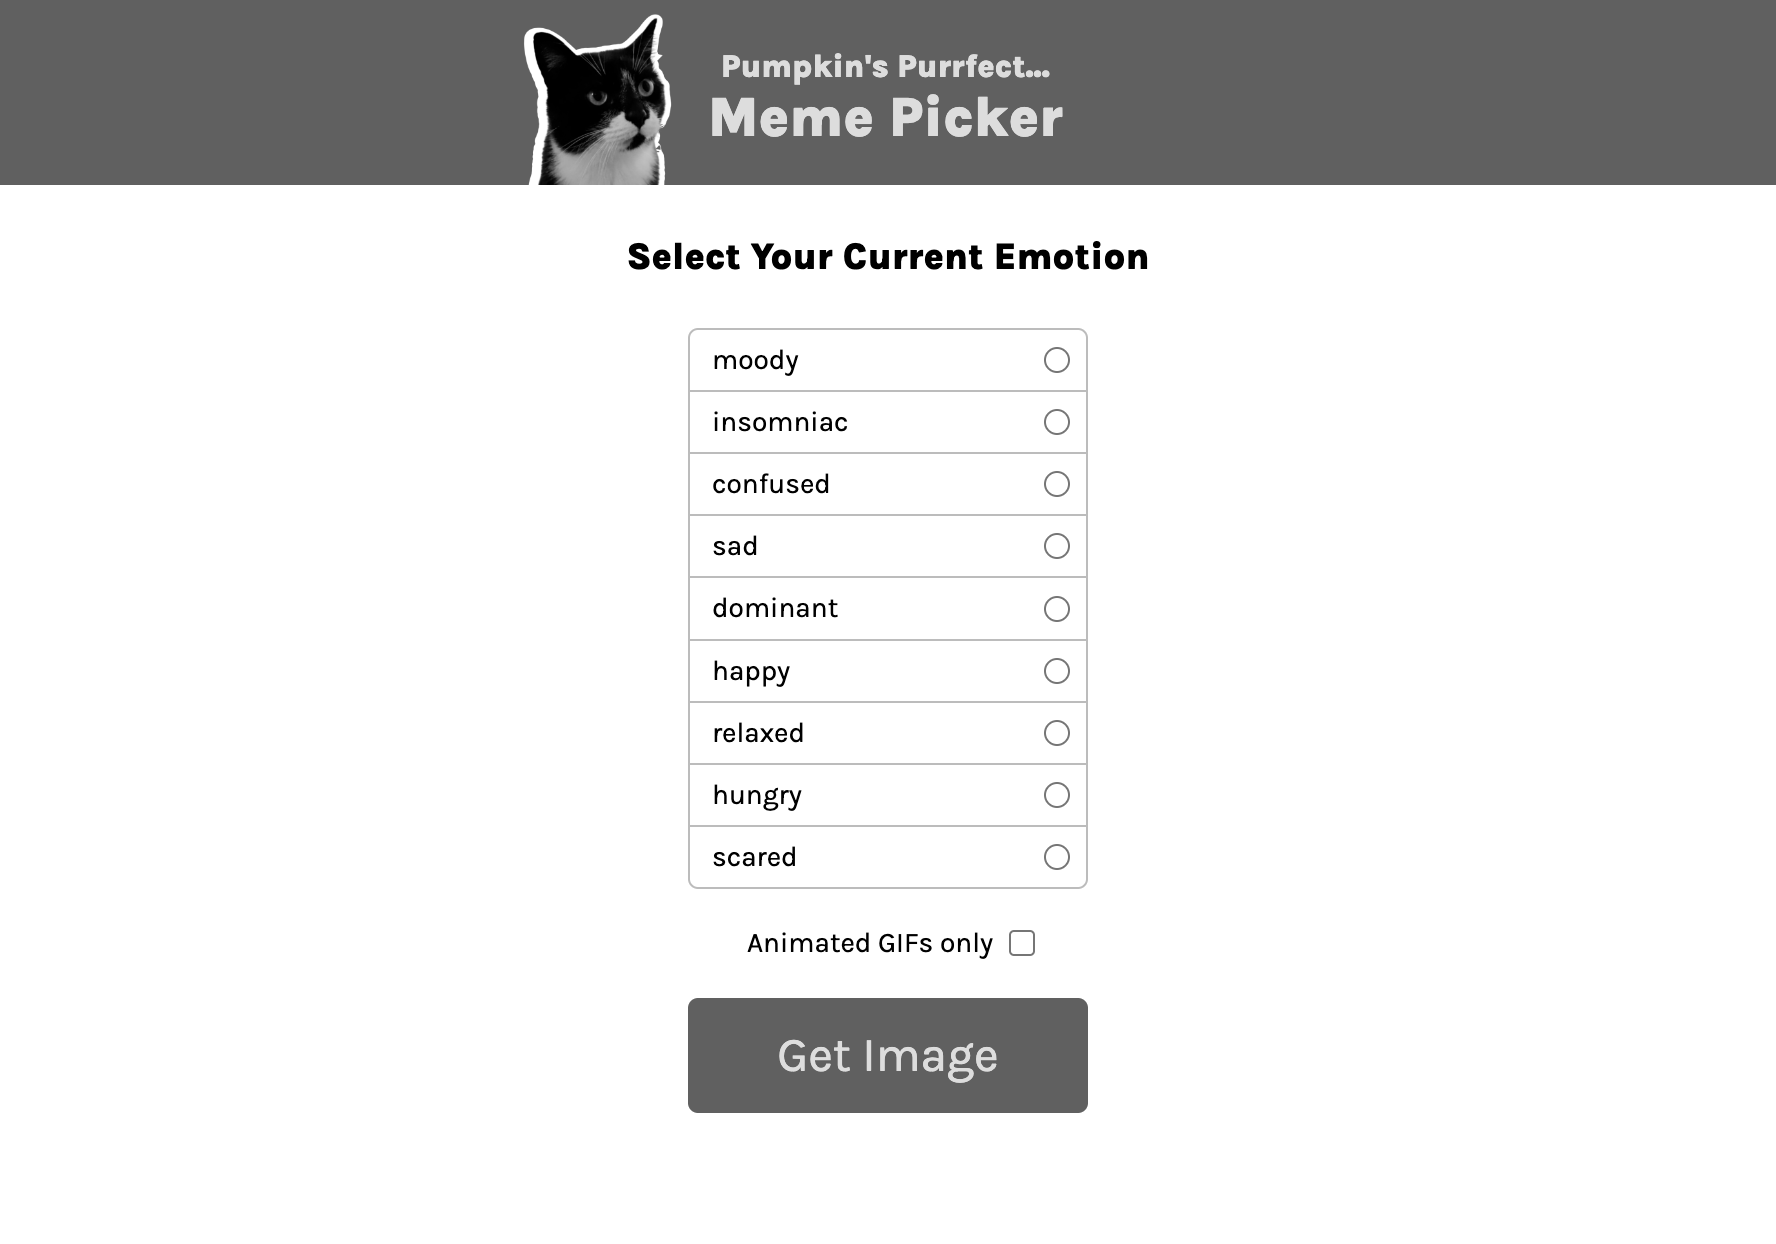 Pumpkin's Purrfect...
Meme Picker
Select Your Current Emotion
moody
insomniac
confused
sad
dominant
happy
relaxed
hungry
scared
Animated GIFs only
Get Image